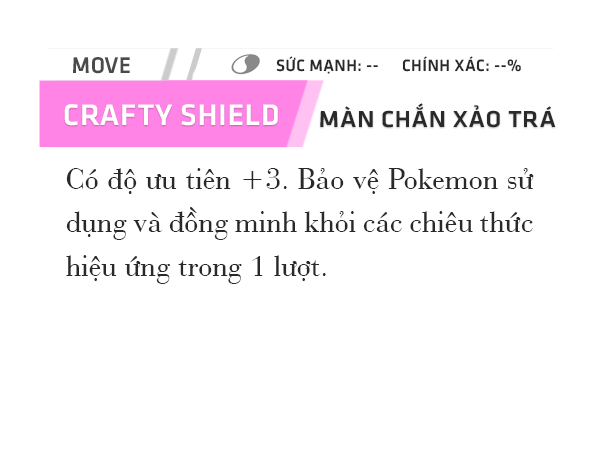 MOVE SỨC MẠNH: -- CHÍNH XÁC: --%
CRAFTY SHIELD MÀN CHẮN XẢO TRÁ
Có độ ưu tiên +3. Bảo vệ Pokemon sử
dụng và đồng minh khỏi các chiêu thức
hiệu ứng trong 1 lượt.